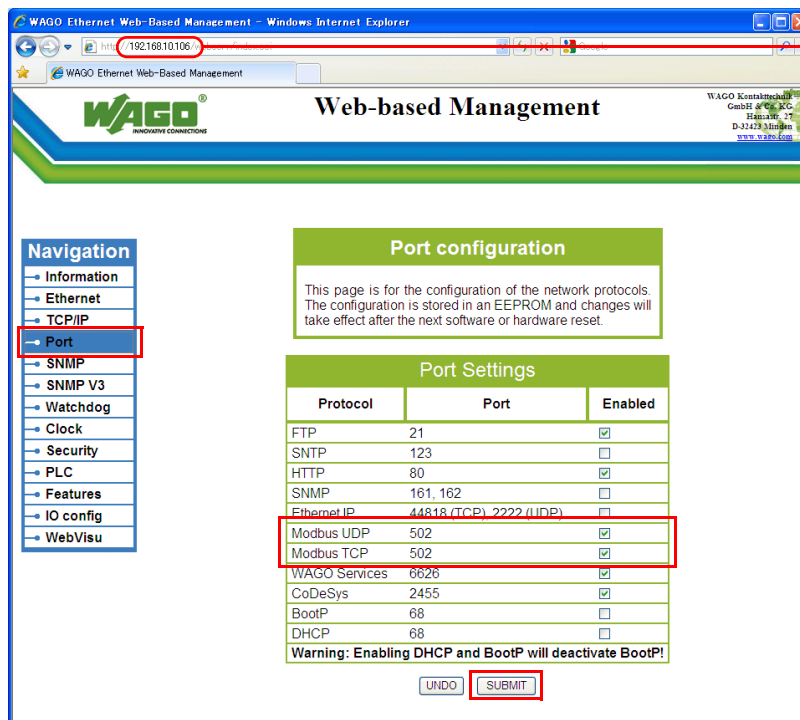 WAGO Ethernet Web-Based Management - Windows Internet Explorer
http://192.168.10.106/
Google
WAGO Ethernet Web-Based Management
WAGO®
INNOVATIVE CONNECTIONS
Web-based Management
WAGO Kontakttechnik
GmbH & Co. KG
Hansastr. 27
D-32423 Minden
www.wago.com
Navigation
Information
Ethernet
TCP/IP
Port
SNMP
SNMP V3
Watchdog
Clock
Security
PLC
Features
IO config
WebVisu
Port configuration
This page is for the configuration of the network protocols.
The configuration is stored in an EEPROM and changes will
take effect after the next software or hardware reset.
Port Settings
Protocol Port Enabled
FTP 21
SNTP 123
HTTP 80
SNMP 161, 162
Ethernet IP 44818 (TCP), 2222 (UDP)
Modbus UDP 502
Modbus TCP 502
WAGO Services 6626
CoDeSys 2455
BootP 68
DHCP 68
Warning: Enabling DHCP and BootP will deactivate BootP!
UNDO SUBMIT